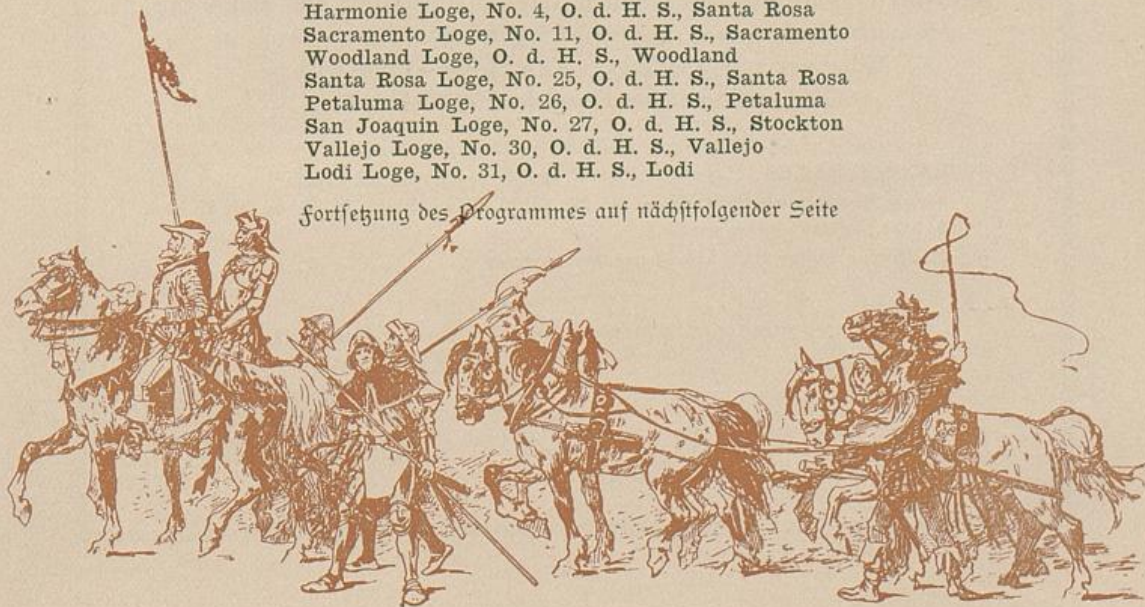 Harmonie Loge, No. 4, O. d. H. S., Santa Rosa
Sacramento Loge, No. 11, O. d. H. S., Sacramento
Woodland Loge, O. d. H. S., Woodland
Santa Rosa Loge, No. 25, O. d. H. S., Santa Rosa
Petaluma Loge, No. 26, O. d. H. S., Petaluma
San Joaquin Loge, No. 27, O. d. H. S., Stockton
Vallejo Loge, No. 30, O. d. H. S., Vallejo
Lodi Loge, No. 31, O. d. H. S., Lodi
Fortsetzung des Programmes auf nächstfolgender Seite